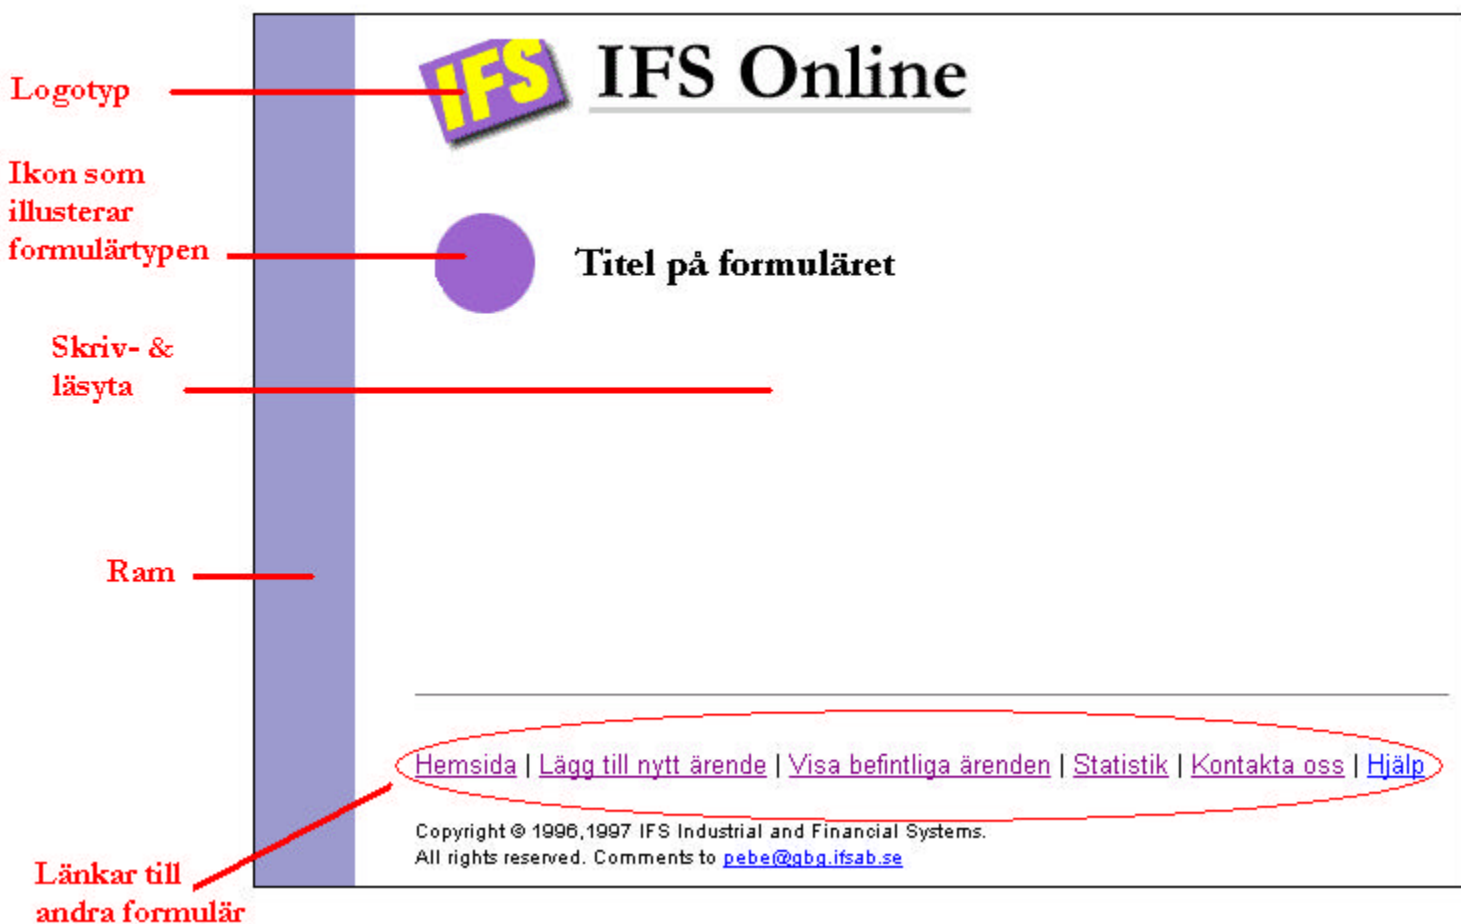 IFS IFS Online
Logotyp
Ikon som
illusterar
formulärtypen
Titel på formuläret
Skriv- &
läsyta
Ram
Hemsida | Lägg till nytt ärende | Visa befintliga ärenden | Statistik | Kontakta oss | Hjälp
Copyright © 1996,1997 IFS Industrial and Financial Systems.
All rights reserved. Comments to pebe@gbg.ifsab.se
Länkar till
andra formulär